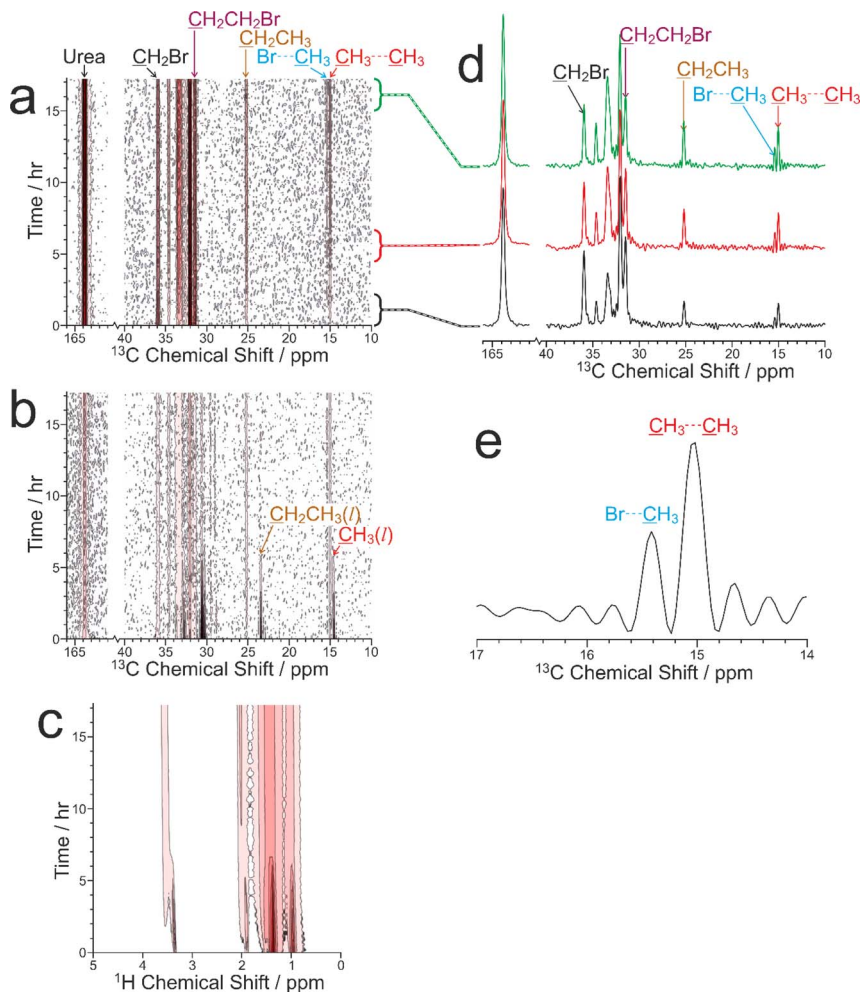 a
Urea
CH2Br
CH2CH2Br
CH2CH3
Br---CH3
CH3---CH3
Time / hr
15
10
5
0
165
40
35
30
25
20
15
10
13C Chemical Shift / ppm
d
CH2Br
CH2CH2Br
CH2CH3
Br---CH3
CH3---CH3
165
40
35
30
25
20
15
10
13C Chemical Shift / ppm
b
CH2CH3(l)
CH3(l)
Time / hr
15
10
5
0
165
40
35
30
25
20
15
10
13C Chemical Shift / ppm
e
CH3---CH3
Br---CH3
17
16
15
14
13C Chemical Shift / ppm
c
Time / hr
15
10
5
0
5
4
3
2
1
0
1H Chemical Shift / ppm